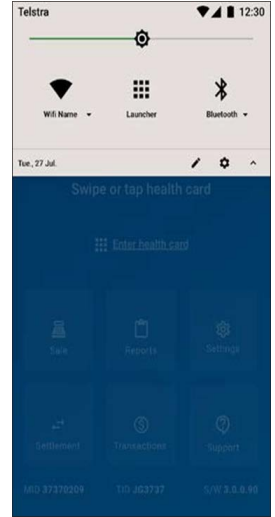 Telstra 12:30
Wifi Name Launcher Bluetooth
Tue., 27 Jul.
Swipe or tap health card
Enter health card
Sale Reports Settings
Settlement Transactions Support
MID 37370209 TID JG3737 S/W 3.0.0.90